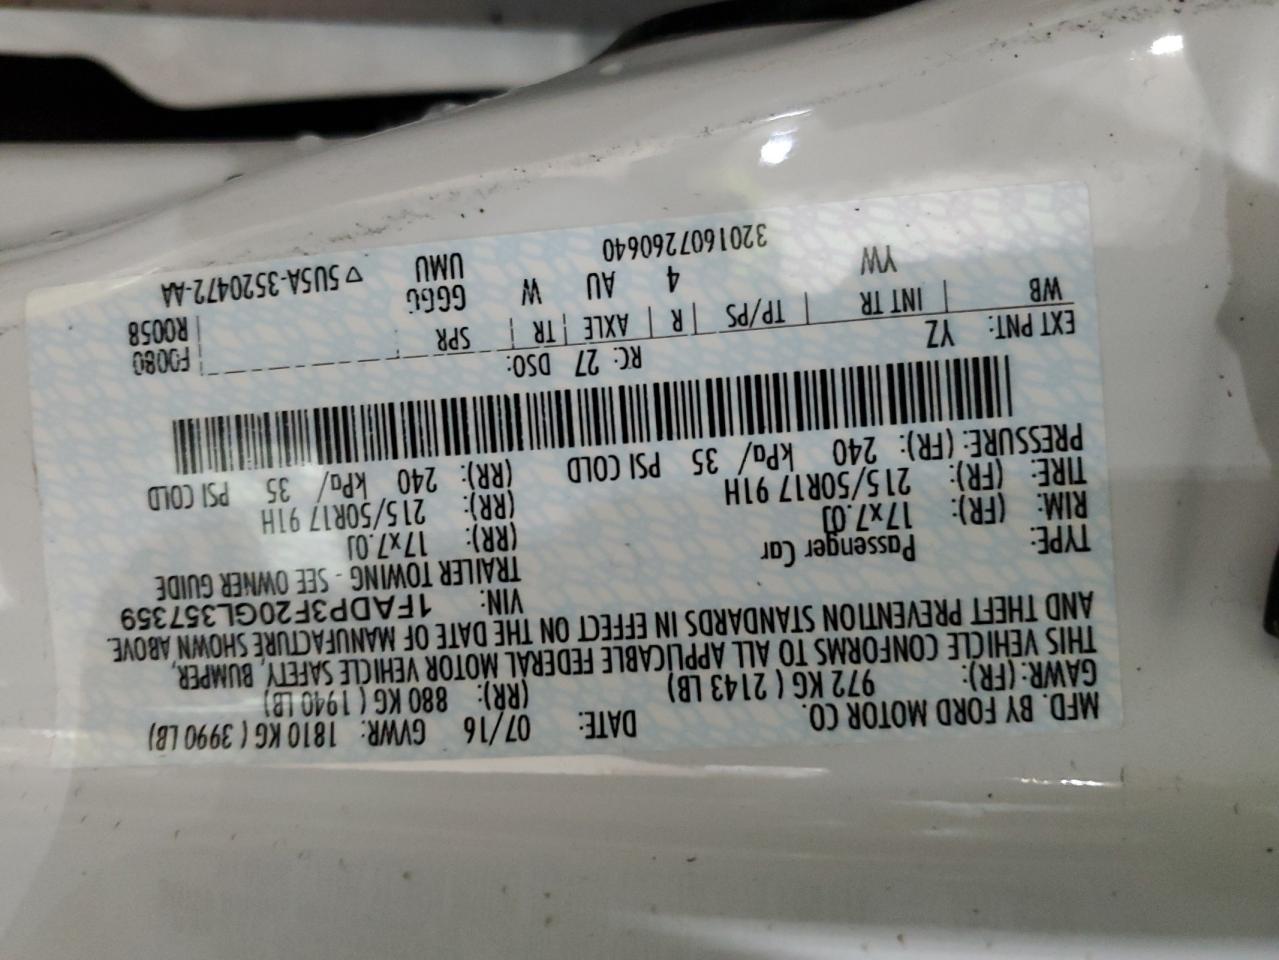 MFD. BY FORD MOTOR CO.
DATE: 07/16 GVWR: 1810 KG ( 3990 LB)
GAWR: (FR): 972 KG ( 2143 LB) (RR): 880 KG ( 1940 LB)
THIS VEHICLE CONFORMS TO ALL APPLICABLE FEDERAL MOTOR VEHICLE SAFETY, BUMPER,
AND THEFT PREVENTION STANDARDS IN EFFECT ON THE DATE OF MANUFACTURE SHOWN ABOVE.
VIN: 1FADP3F20GL357359
TYPE: Passenger Car TRAILER TOWING - SEE OWNER GUIDE
RIM: (FR): 17x7.0J (RR): 17x7.0J
TIRE: (FR): 215/50R17 91H (RR): 215/50R17 91H
PRESSURE: (FR): 240 kPa/ 35 PSI COLD (RR): 240 kPa/ 35 PSI COLD
EXT PNT: YZ RC: 27 DSO: F0080
WB | INT TR | TP/PS | R | AXLE | TR | SPR | R0058
YW 4 AU W GGGG
UMU ▽ 5U5A-3520472-AA
3201607260640